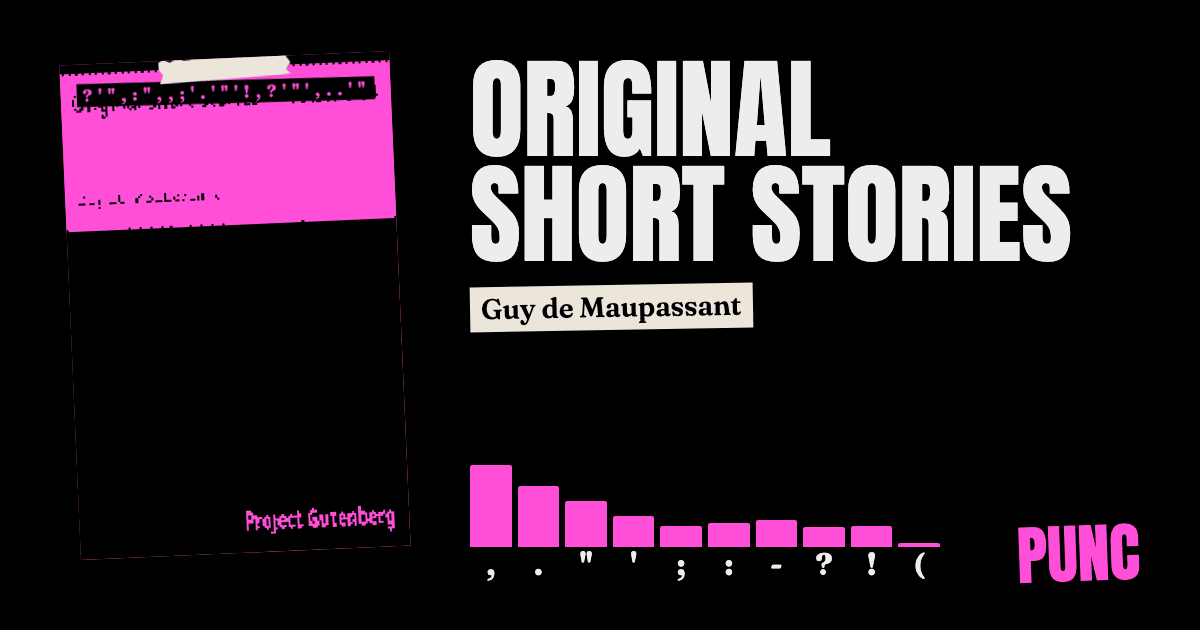 ?'",:",,;'.'"'!,?'"',..'"
Project Gutenberg
ORIGINAL
SHORT STORIES
Guy de Maupassant
, . " ' ; : - ? ! (
PUNC